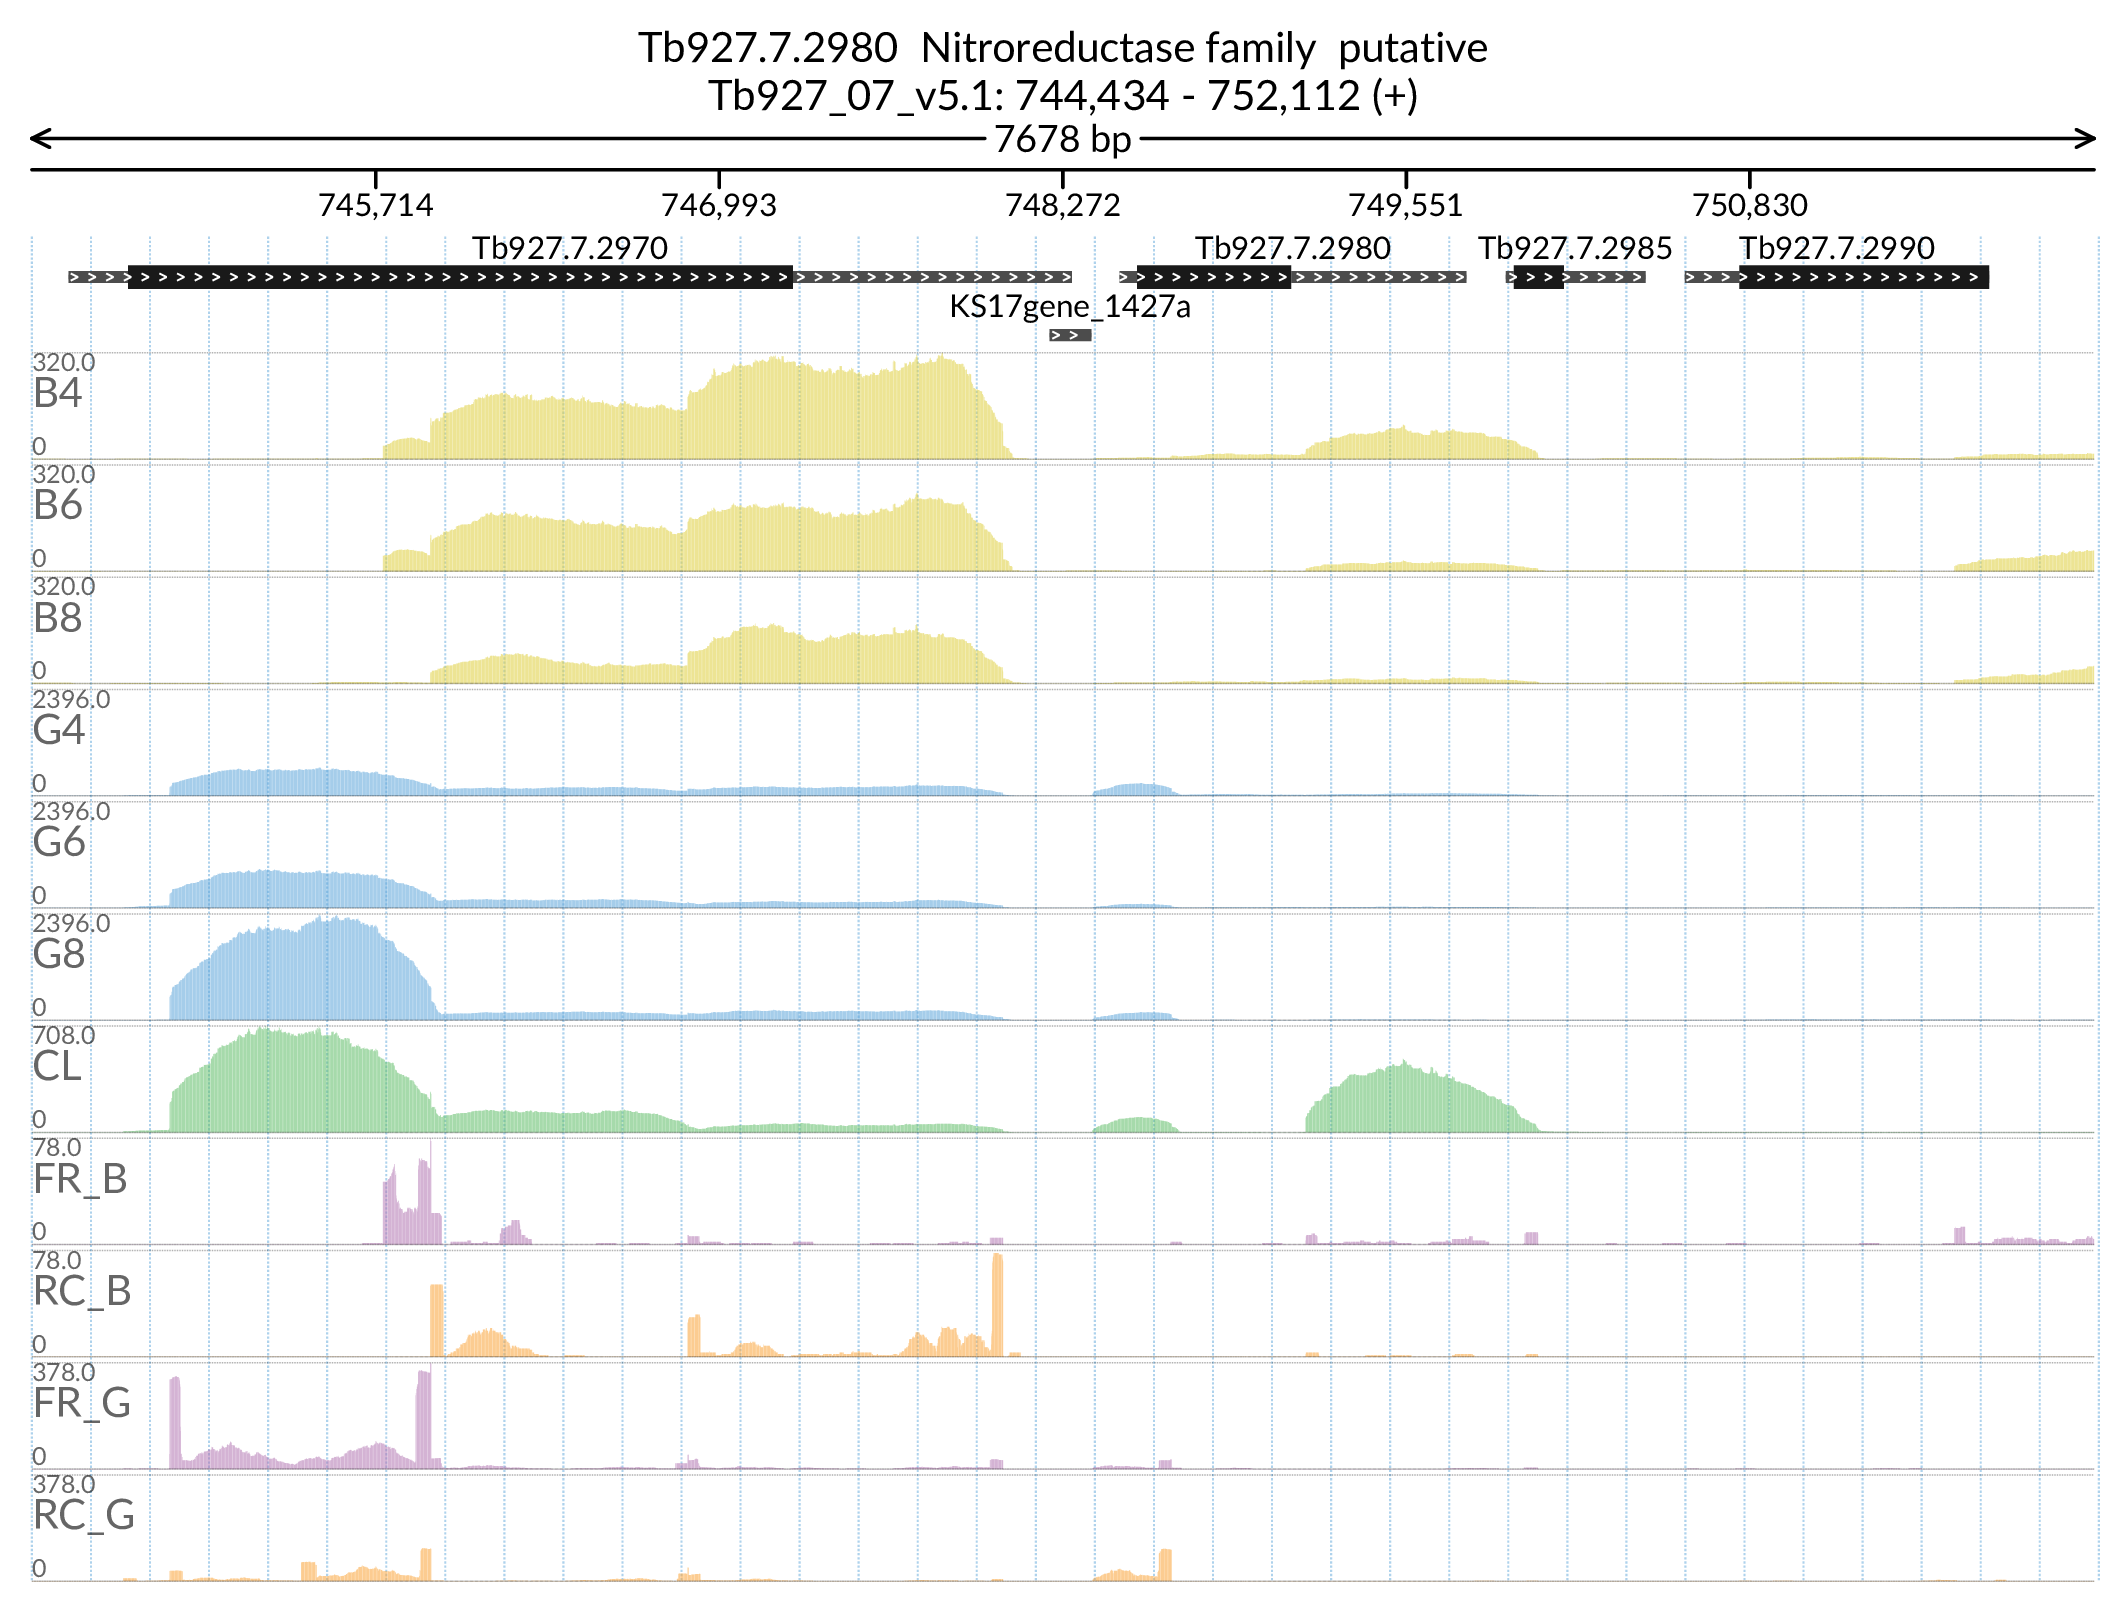 Tb927.7.2980  Nitroreductase family  putative
Tb927_07_v5.1: 744,434 - 752,112 (+)
7678 bp
745,714 746,993 748,272 749,551 750,830
Tb927.7.2970 Tb927.7.2980 Tb927.7.2985 Tb927.7.2990
KS17gene_1427a
320.0
B4
0
320.0
B6
0
320.0
B8
0
2396.0
G4
0
2396.0
G6
0
2396.0
G8
0
708.0
CL
0
78.0
FR_B
0
78.0
RC_B
0
378.0
FR_G
0
378.0
RC_G
0